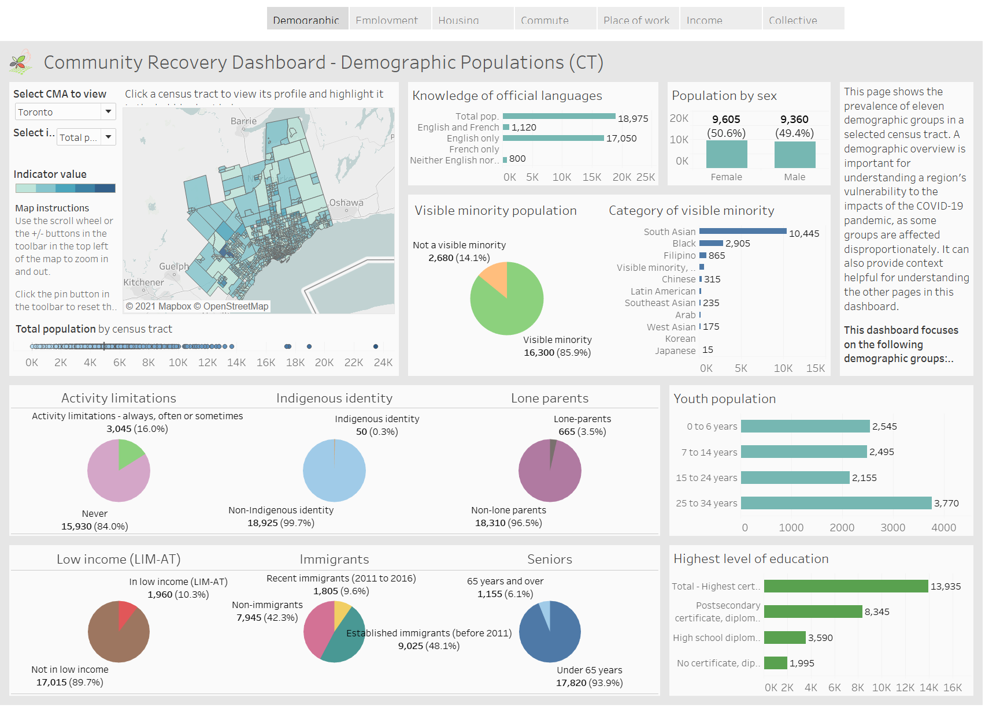 Demographic
Employment
Housing
Commute
Place of work
Income
Collective
Community Recovery Dashboard - Demographic Populations (CT)
Select CMA to view
Toronto
Select i..
Total p...
Indicator value
Map instructions
Use the scroll wheel or
the +/- buttons in the
toolbar in the top left
of the map to zoom in
and out.
Click the pin button in
the toolbar to reset th..
Click a census tract to view its profile and highlight it
Barrie
Oshawa
Guelph
Kitchener
© 2021 Mapbox © OpenStreetMap
Total population by census tract
0K 2K 4K 6K 8K 10K 12K 14K 16K 18K 20K 22K 24K
Knowledge of official languages
Total pop. 18,975
English and French 1,120
English only 17,050
French only
Neither English nor.. 800
0K 5K 10K 15K 20K 25K
Population by sex
20K
10K
0K
9,605
(50.6%)
9,360
(49.4%)
Female Male
Visible minority population
Not a visible minority
2,680 (14.1%)
Visible minority
16,300 (85.9%)
Category of visible minority
South Asian 10,445
Black 2,905
Filipino 865
Visible minority, ..
Chinese 315
Latin American
Southeast Asian 235
Arab
West Asian 175
Korean
Japanese 15
0K 5K 10K 15K
This page shows the
prevalence of eleven
demographic groups in a
selected census tract. A
demographic overview is
important for
understanding a region's
vulnerability to the
impacts of the COVID-19
pandemic, as some
groups are affected
disproportionately. It can
also provide context
helpful for understanding
the other pages in this
dashboard.
This dashboard focuses
on the following
demographic groups:..
Activity limitations
Activity limitations - always, often or sometimes
3,045 (16.0%)
Never
15,930 (84.0%)
Indigenous identity
Indigenous identity
50 (0.3%)
Non-Indigenous identity
18,925 (99.7%)
Lone parents
Lone-parents
665 (3.5%)
Non-lone parents
18,310 (96.5%)
Youth population
0 to 6 years 2,545
7 to 14 years 2,495
15 to 24 years 2,155
25 to 34 years 3,770
0 1000 2000 3000 4000
Low income (LIM-AT)
In low income (LIM-AT)
1,960 (10.3%)
Not in low income
17,015 (89.7%)
Immigrants
Recent immigrants (2011 to 2016)
1,805 (9.6%)
Non-immigrants
7,945 (42.3%)
Established immigrants (before 2011)
9,025 (48.1%)
Seniors
65 years and over
1,155 (6.1%)
Under 65 years
17,820 (93.9%)
Highest level of education
Total - Highest cert.. 13,935
Postsecondary
certificate, diplom.. 8,345
High school diplom.. 3,590
No certificate, dip.. 1,995
0K 2K 4K 6K 8K 10K 12K 14K 16K